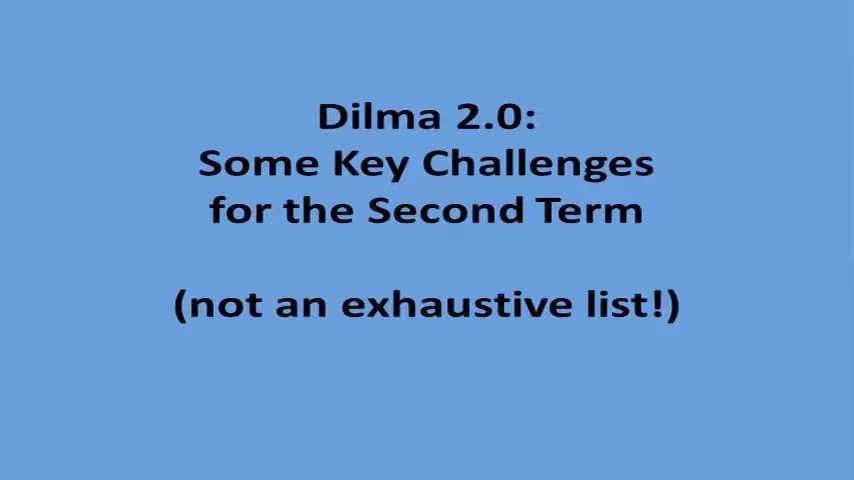 Dilma 2.0:
Some Key Challenges
for the Second Term
(not an exhaustive list!)